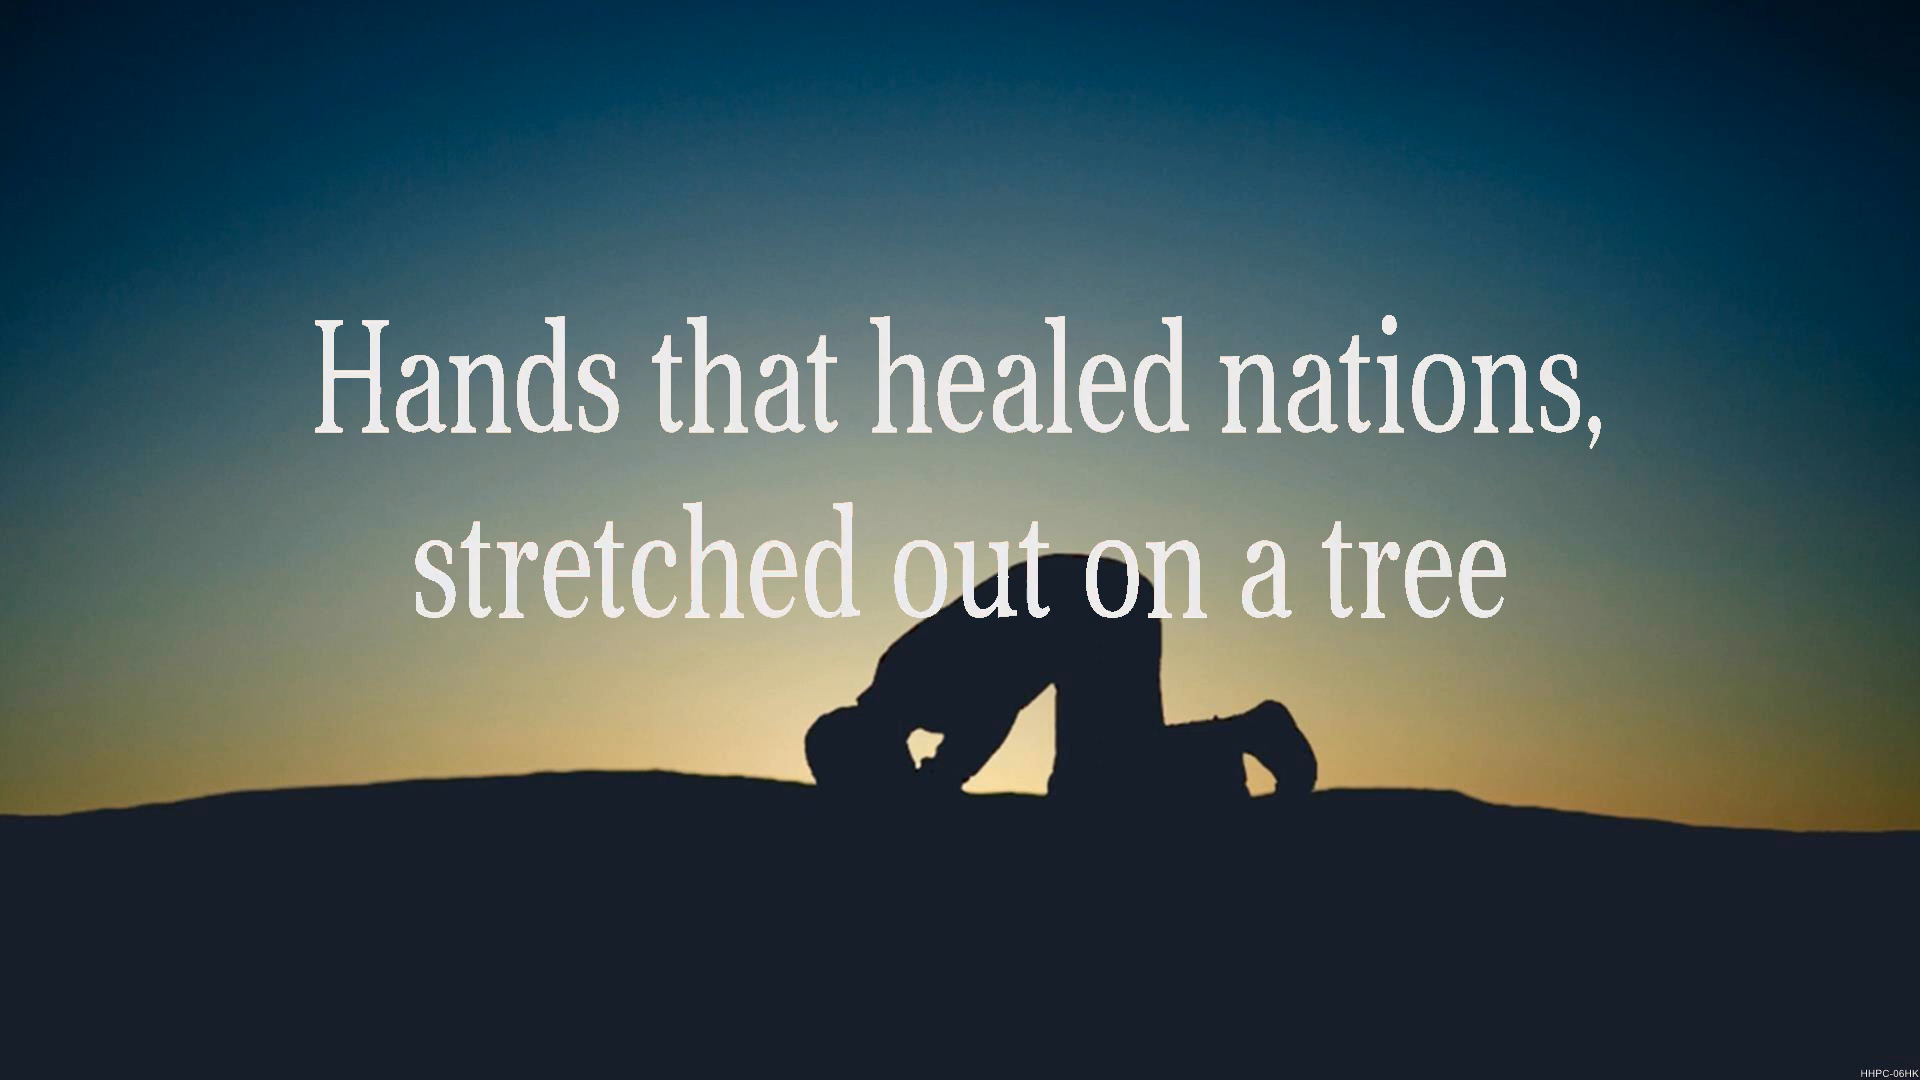 Hands that healed nations,
stretched out on a tree
HHPC-06HK